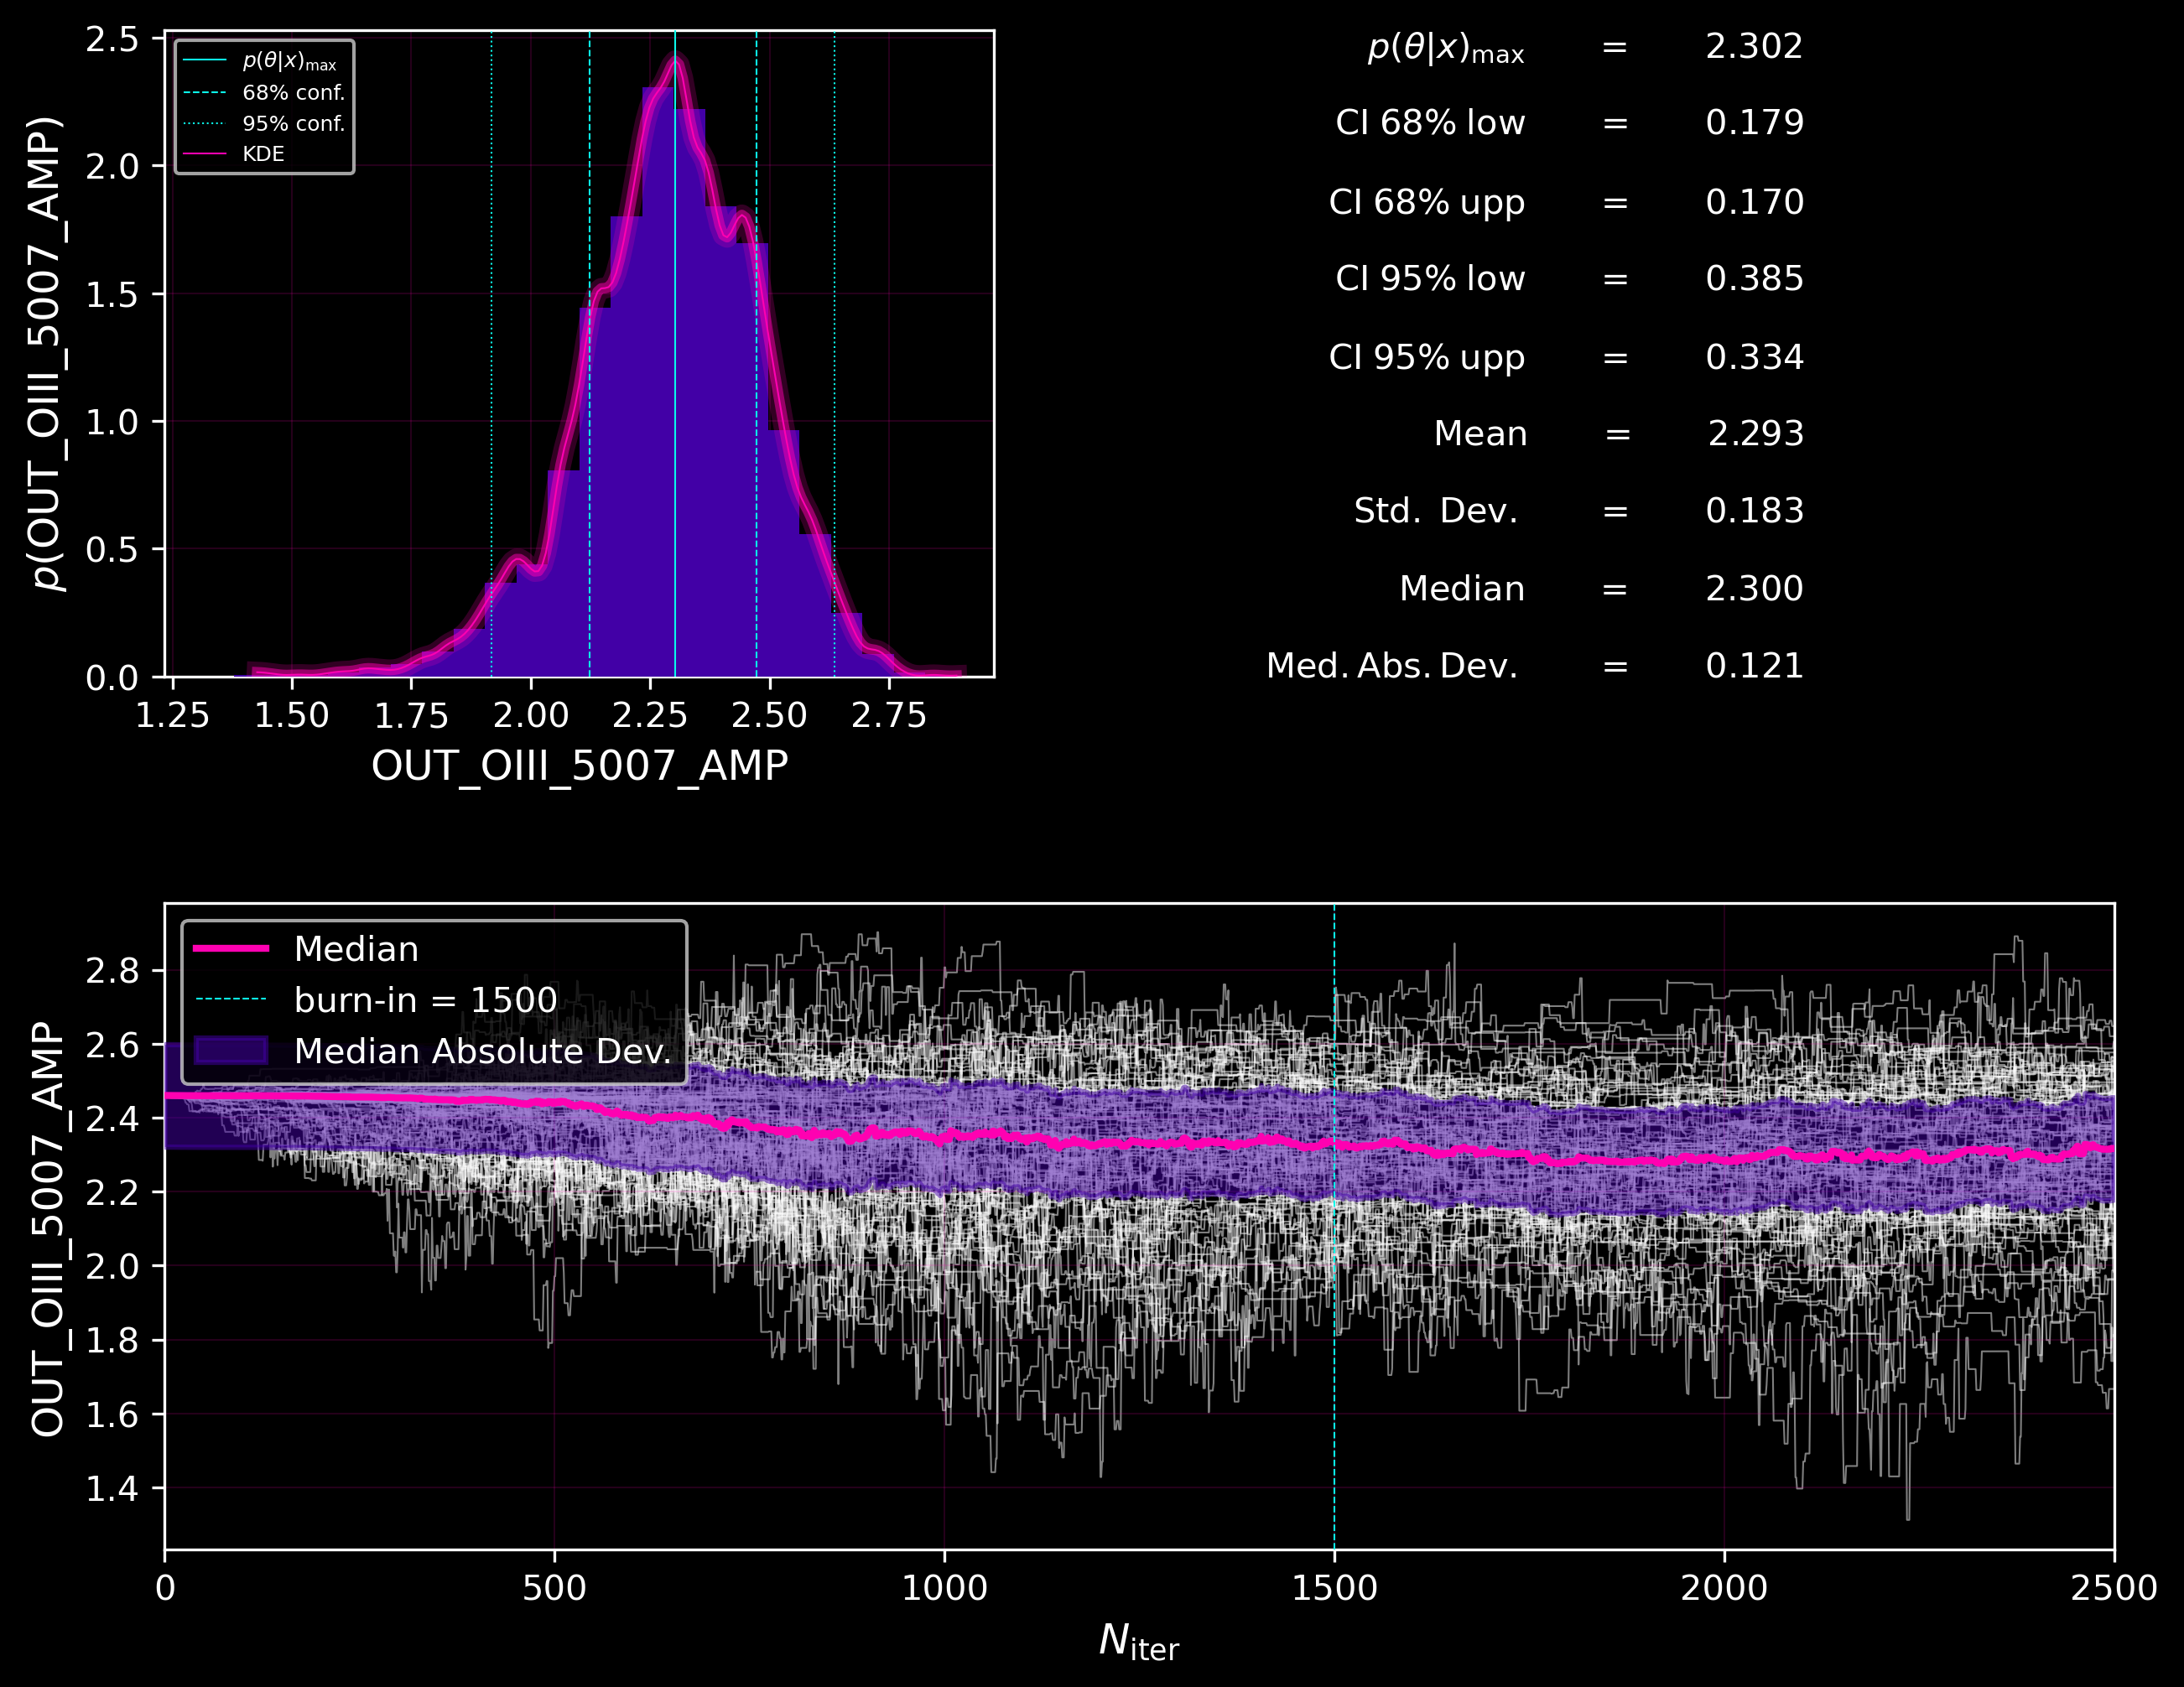 2.5
2.0
1.5
1.0
0.5
0.0
p(OUT_OIII_5007_AMP)
p(θ|x)max
68% conf.
95% conf.
KDE
1.25 1.50 1.75 2.00 2.25 2.50 2.75
OUT_OIII_5007_AMP
p(θ|x)max = 2.302
CI 68% low = 0.179
CI 68% upp = 0.170
CI 95% low = 0.385
CI 95% upp = 0.334
Mean = 2.293
Std. Dev. = 0.183
Median = 2.300
Med. Abs. Dev. = 0.121
2.8
2.6
2.4
2.2
2.0
1.8
1.6
1.4
OUT_OIII_5007_AMP
Median
burn-in = 1500
Median Absolute Dev.
0 500 1000 1500 2000 2500
Niter